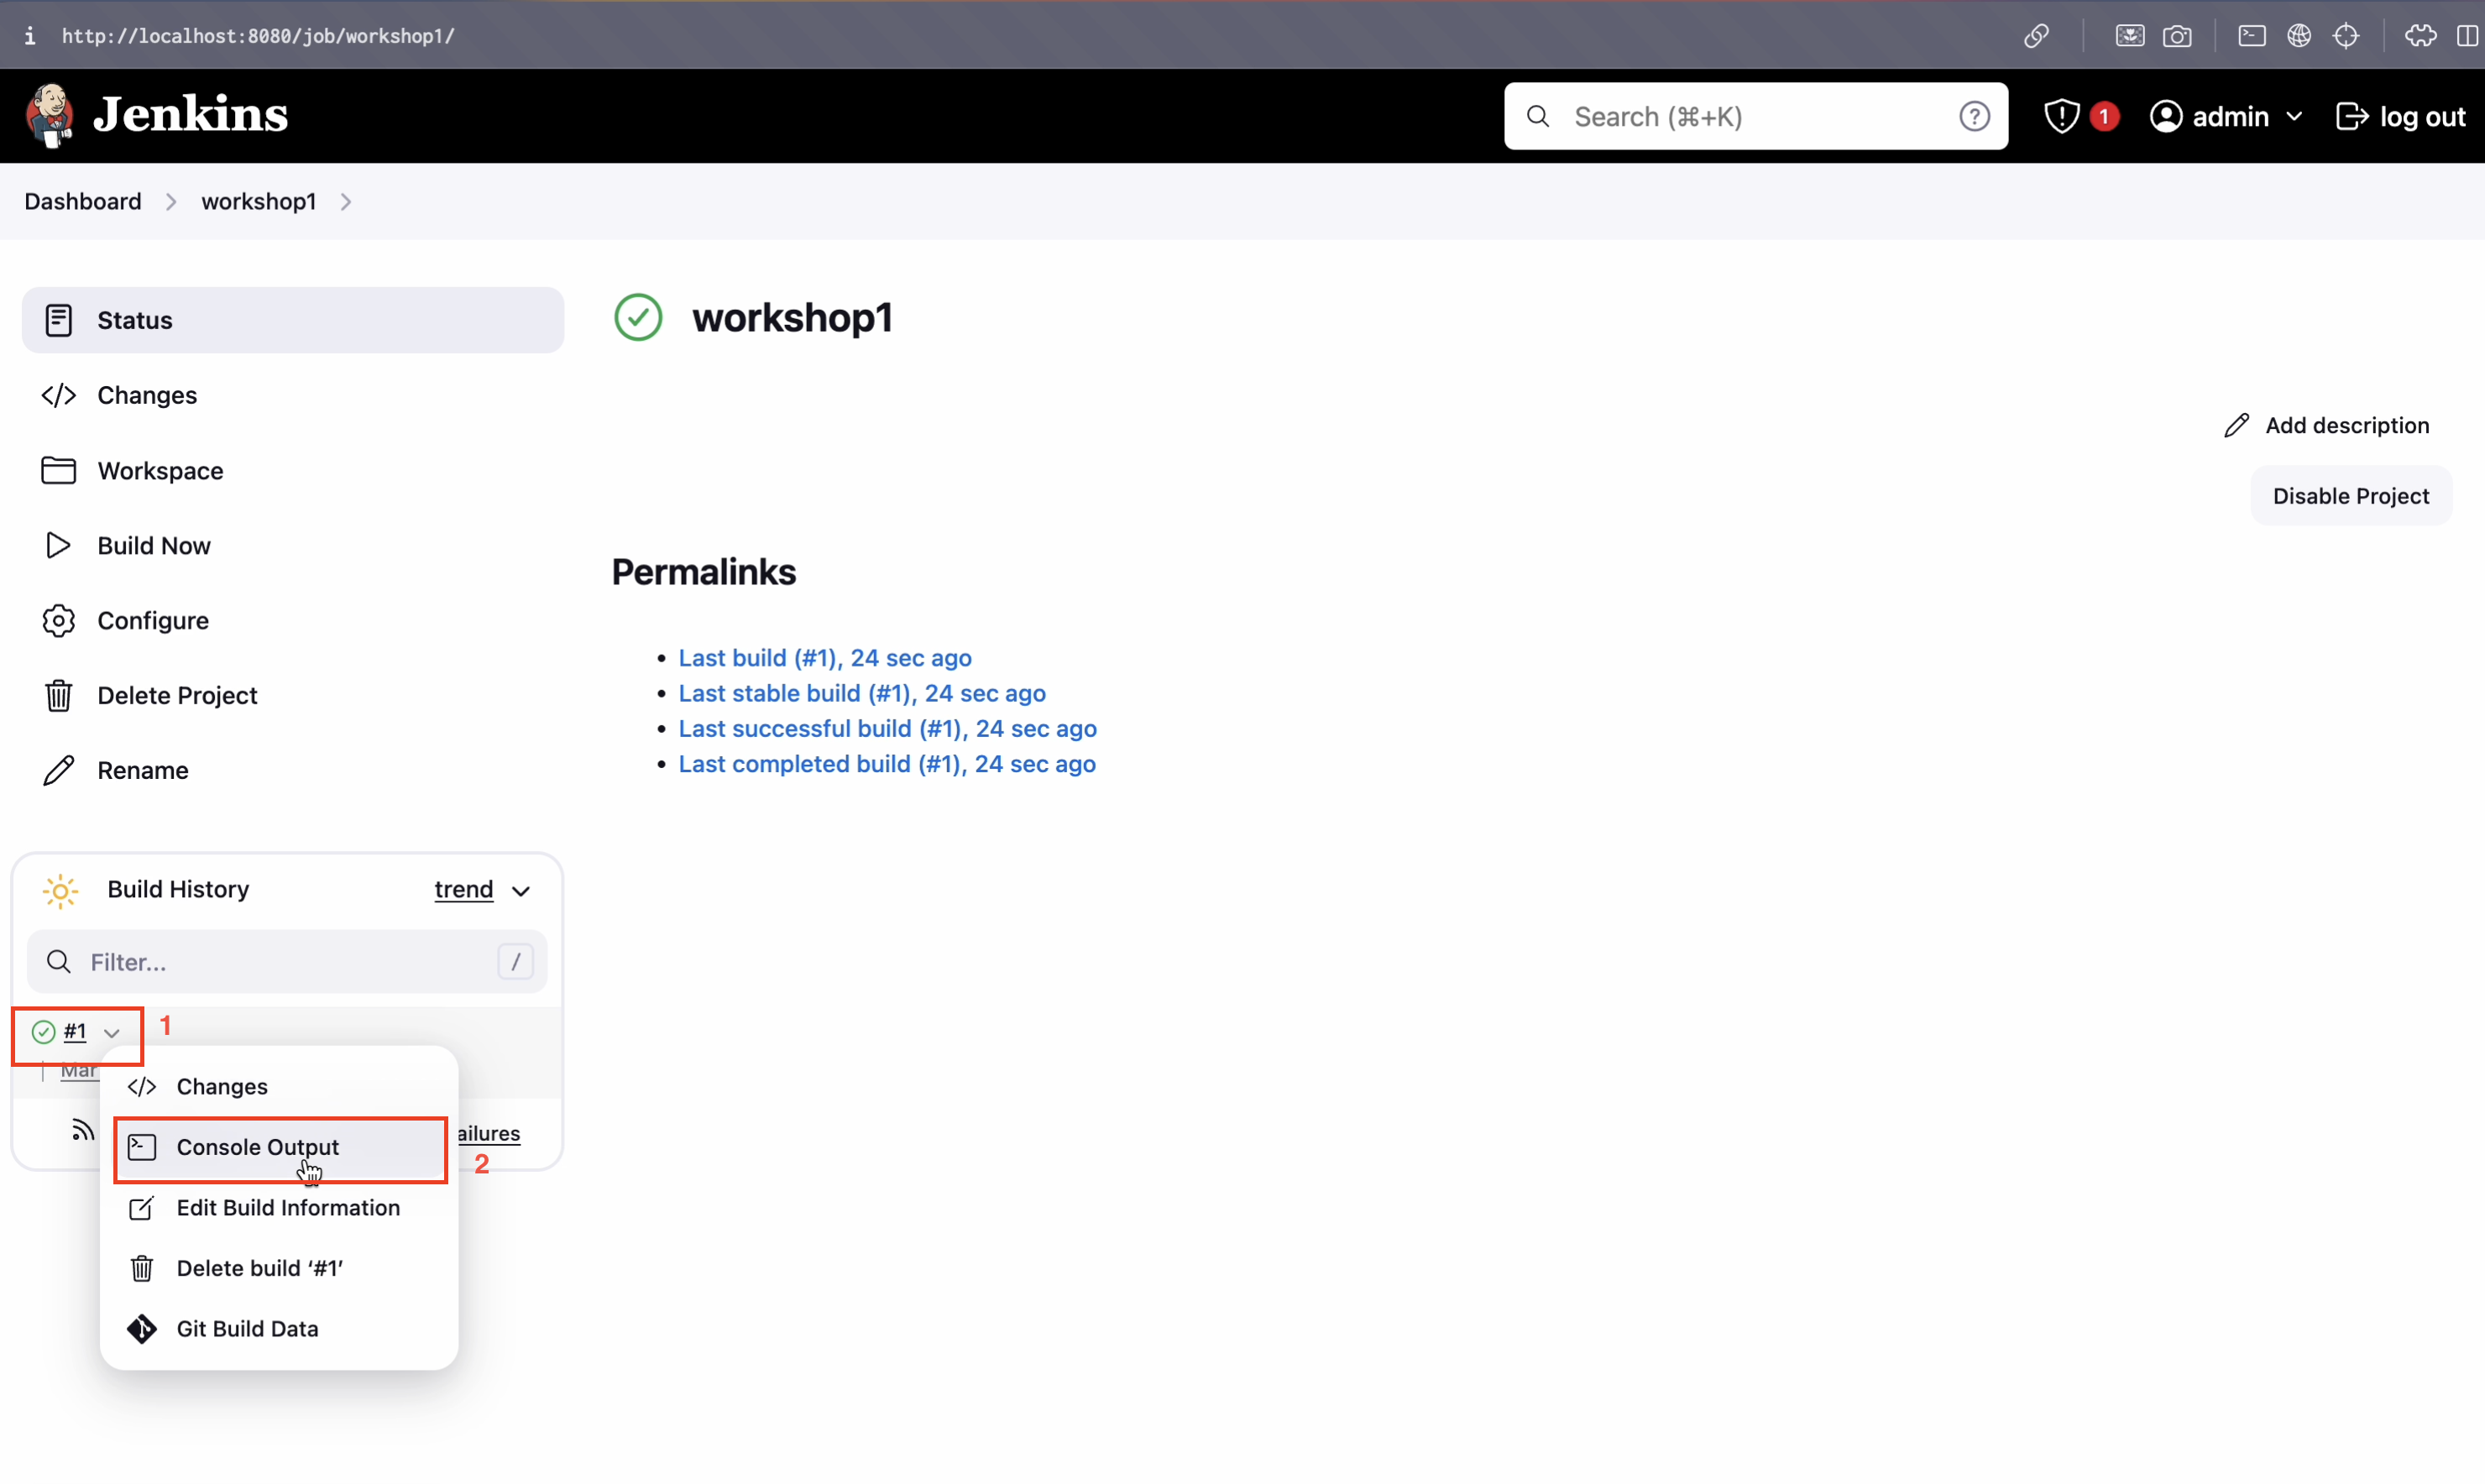 http://localhost:8080/job/workshop1/
Jenkins
Search (⌘+K)
?
1
admin
log out
Dashboard
workshop1
Status
Changes
Workspace
Build Now
Configure
Delete Project
Rename
workshop1
Add description
Disable Project
Permalinks
• Last build (#1), 24 sec ago
• Last stable build (#1), 24 sec ago
• Last successful build (#1), 24 sec ago
• Last completed build (#1), 24 sec ago
Build History
trend
Filter...
/
#1
1
Mar
Changes
Console Output
ailures
2
Edit Build Information
Delete build ‘#1’
Git Build Data